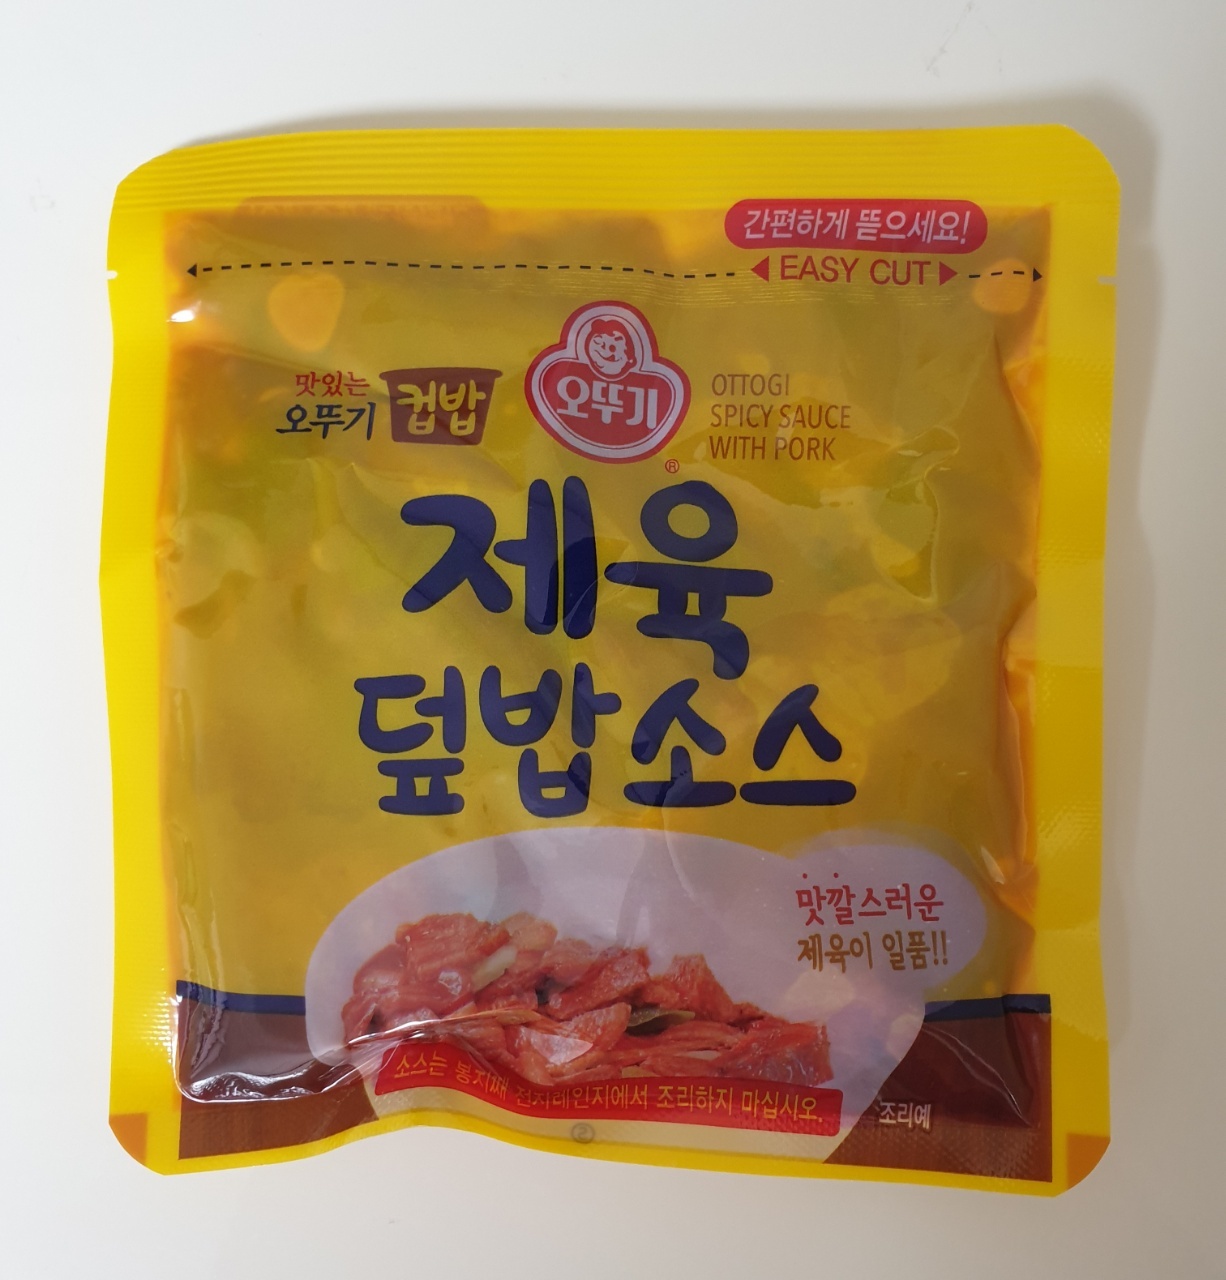 간편하게 뜯으세요!
EASY CUT
맛있는
오뚜기 컵밥
오뚜기
®
OTTOGI
SPICY SAUCE
WITH PORK
제육
덮밥소스
맛깔스러운
제육이 일품!!
소스는 봉지째 전자레인지에서 조리하지 마십시오.
조리예
②